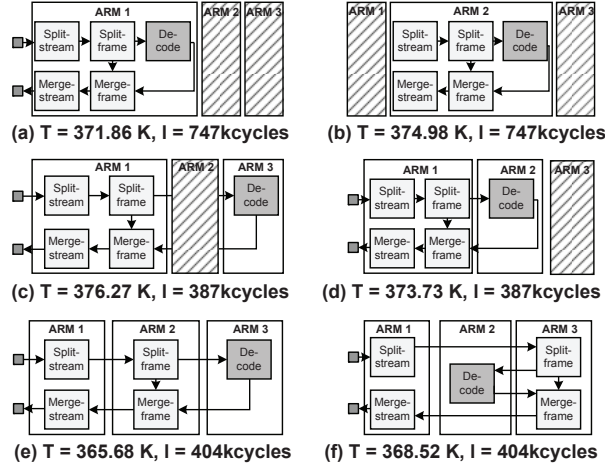 ARM 1
ARM 2
ARM 3
Split-
stream
Split-
frame
De-
code
Merge-
stream
Merge-
frame
(a) T = 371.86 K, I = 747kcycles
ARM 1
ARM 2
ARM 3
Split-
stream
Split-
frame
De-
code
Merge-
stream
Merge-
frame
(b) T = 374.98 K, I = 747kcycles
ARM 1
ARM 2
ARM 3
Split-
stream
Split-
frame
De-
code
Merge-
stream
Merge-
frame
(c) T = 376.27 K, I = 387kcycles
ARM 1
ARM 2
ARM 3
Split-
stream
Split-
frame
De-
code
Merge-
stream
Merge-
frame
(d) T = 373.73 K, I = 387kcycles
ARM 1
ARM 2
ARM 3
Split-
stream
Split-
frame
De-
code
Merge-
stream
Merge-
frame
(e) T = 365.68 K, I = 404kcycles
ARM 1
ARM 2
ARM 3
Split-
stream
Split-
frame
De-
code
Merge-
stream
Merge-
frame
(f) T = 368.52 K, I = 404kcycles